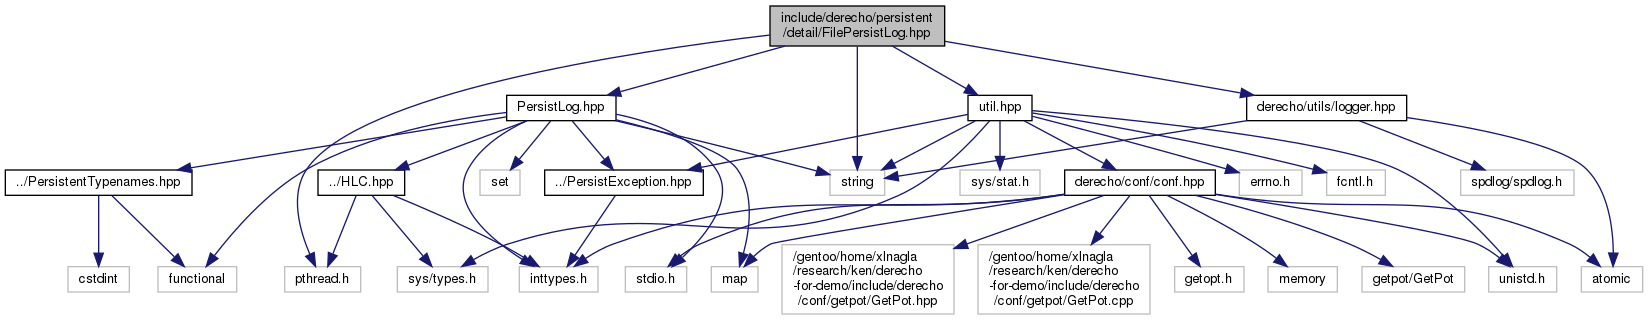 include/derecho/persistent
/detail/FilePersistLog.hpp
PersistLog.hpp
util.hpp
derecho/utils/logger.hpp
../PersistentTypenames.hpp
../HLC.hpp
set
../PersistException.hpp
string
sys/stat.h
derecho/conf/conf.hpp
errno.h
fcntl.h
spdlog/spdlog.h
cstdint
functional
pthread.h
sys/types.h
inttypes.h
stdio.h
map
/gentoo/home/xlnagla
/research/ken/derecho
-for-demo/include/derecho
/conf/getpot/GetPot.hpp
/gentoo/home/xlnagla
/research/ken/derecho
-for-demo/include/derecho
/conf/getpot/GetPot.cpp
getopt.h
memory
getpot/GetPot
unistd.h
atomic